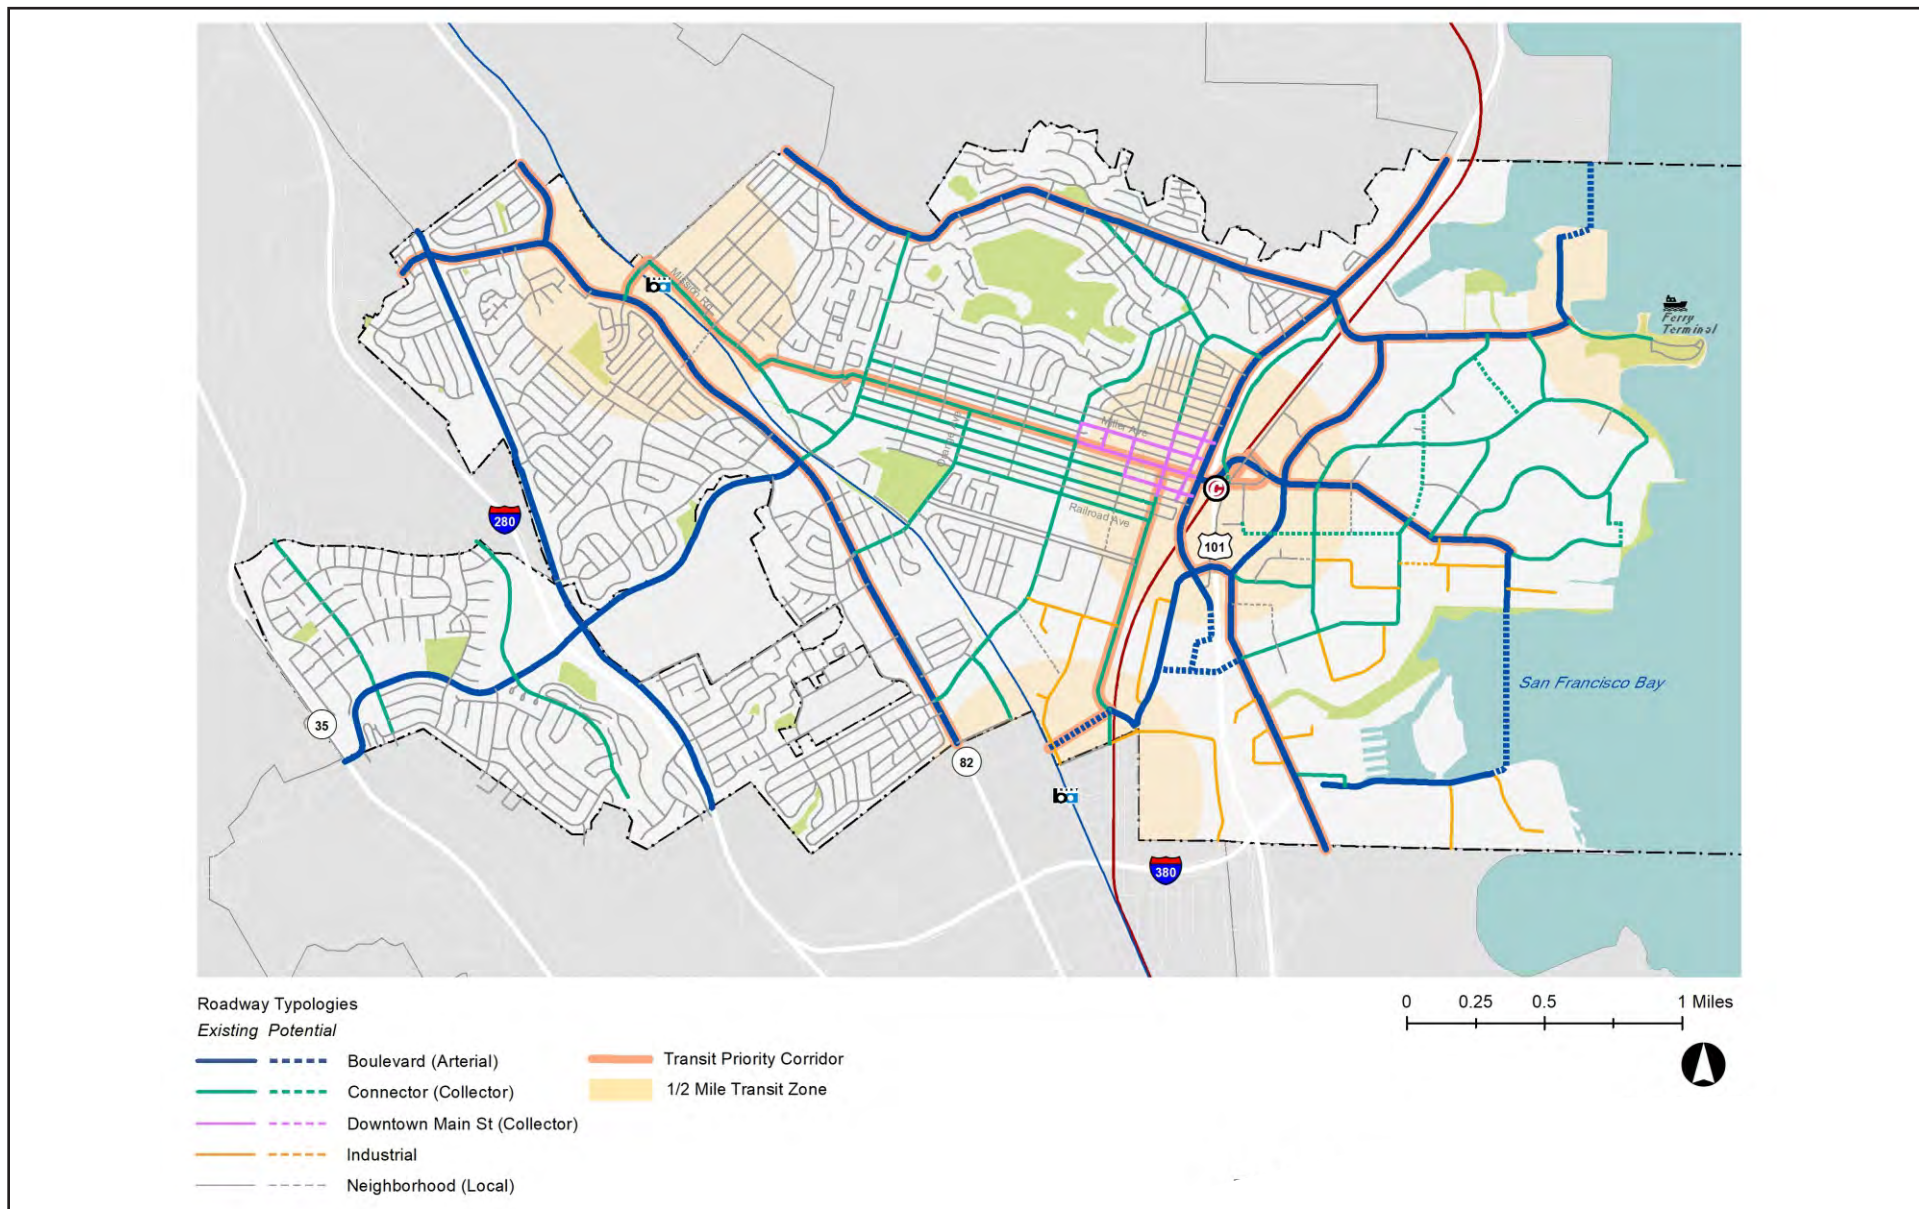 Mission Rd
Ferry
Terminal
Miller Ave
Railroad Ave
280
101
San Francisco Bay
35
82
380
Roadway Typologies
Existing Potential
0 0.25 0.5 1 Miles
Boulevard (Arterial)
Transit Priority Corridor
Connector (Collector)
1/2 Mile Transit Zone
Downtown Main St (Collector)
Industrial
Neighborhood (Local)